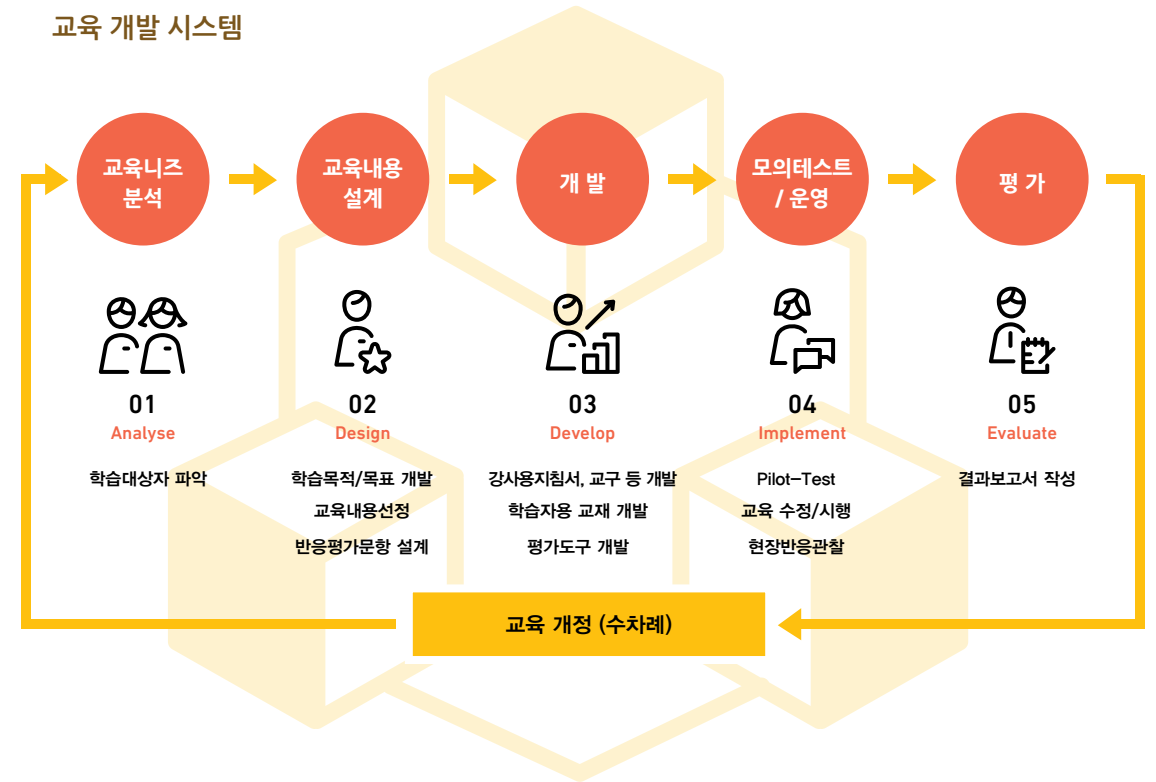 교육 개발 시스템
교육니즈
분석
교육내용
설계
개 발
모의테스트
/ 운영
평 가
01
Analyse
학습대상자 파악
02
Design
학습목적/목표 개발
교육내용선정
반응평가문항 설계
03
Develop
강사용지침서, 교구 등 개발
학습자용 교재 개발
평가도구 개발
04
Implement
Pilot-Test
교육 수정/시행
현장반응관찰
05
Evaluate
결과보고서 작성
교육 개정 (수차례)